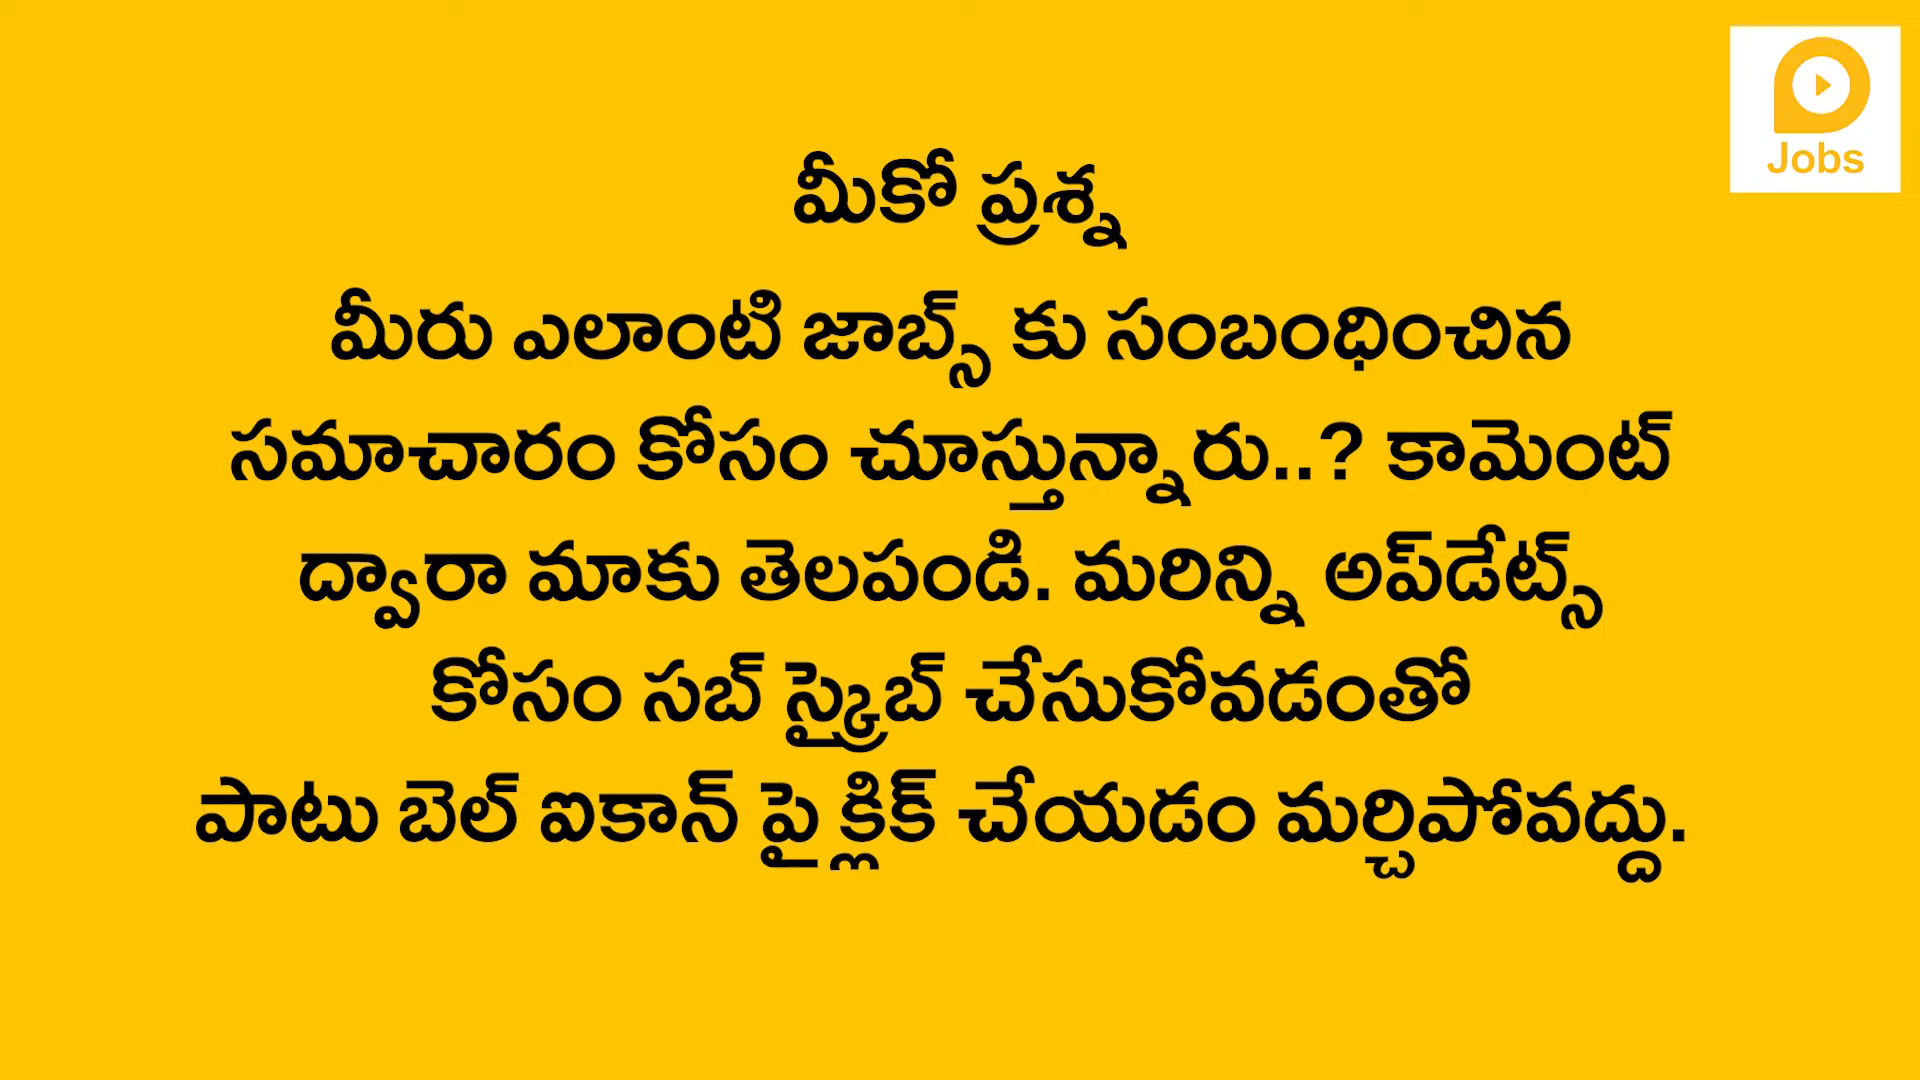 Jobs
మీకో ప్రశ్న
మీరు ఎలాంటి జాబ్స్ కు సంబంధించిన
సమాచారం కోసం చూస్తున్నారు..? కామెంట్
ద్వారా మాకు తెలపండి. మరిన్ని అప్‌డేట్స్
కోసం సబ్ స్క్రైబ్ చేసుకోవడంతో
పాటు బెల్ ఐకాన్ పై క్లిక్ చేయడం మర్చిపోవద్దు.